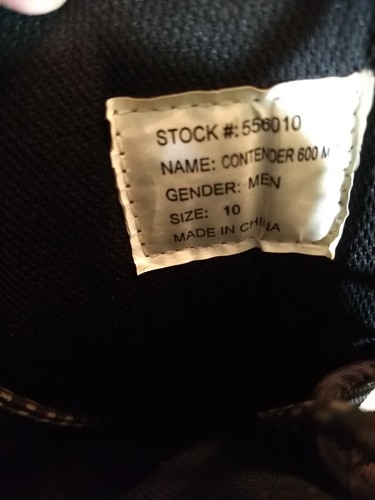 STOCK #: 556010
NAME: CONTENDER 600 M
GENDER: MEN
SIZE: 10
MADE IN CHINA